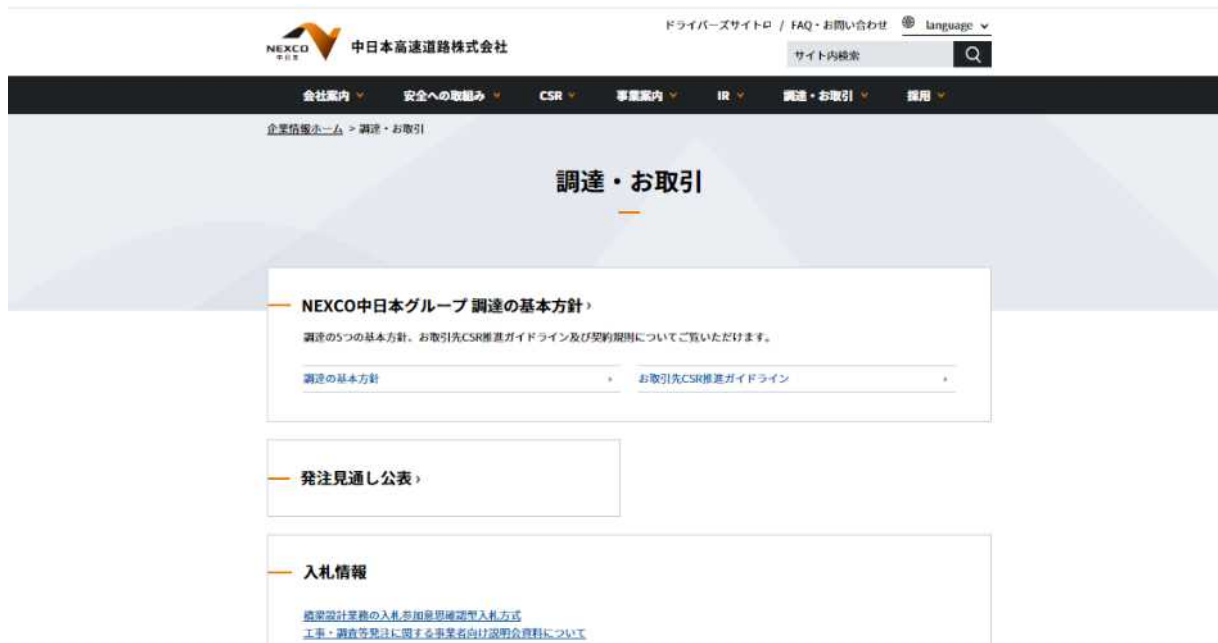 ドライバーズサイト / FAQ・お問い合わせ language
NEXCO 中日本 中日本高速道路株式会社
サイト内検索
会社案内 安全への取組み CSR 事業案内 IR 調達・お取引 採用
企業情報ホーム > 調達・お取引
調達・お取引
NEXCO中日本グループ 調達の基本方針 ›
調達の5つの基本方針、お取引先CSR推進ガイドライン及び契約規則についてご覧いただけます。
調達の基本方針 › お取引先CSR推進ガイドライン ›
発注見通し公表 ›
入札情報
橋梁設計業務の入札参加意思確認型入札方式
工事・調査等発注に関する事業者向け説明会資料について